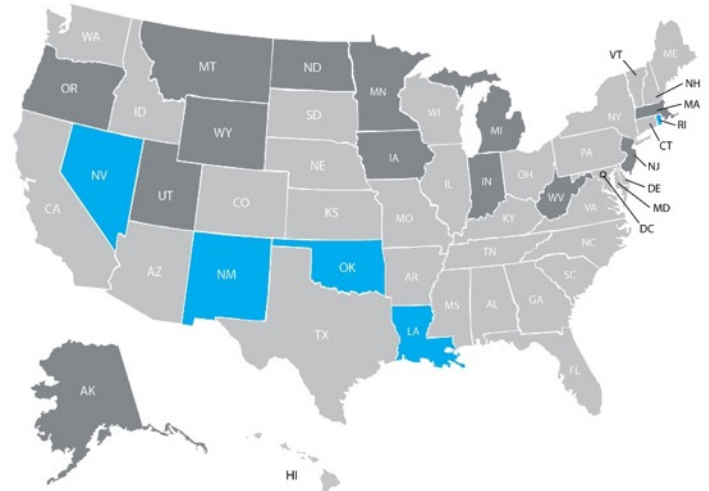 WA
MT
ND
MN
VT
ME
NH
MA
RI
CT
OR
ID
WY
SD
WI
MI
NY
NV
UT
NE
IA
IL
IN
OH
PA
NJ
DE
MD
DC
CA
CO
KS
MO
KY
WV
VA
AZ
NM
OK
AR
TN
NC
TX
LA
MS
AL
GA
SC
FL
AK
HI